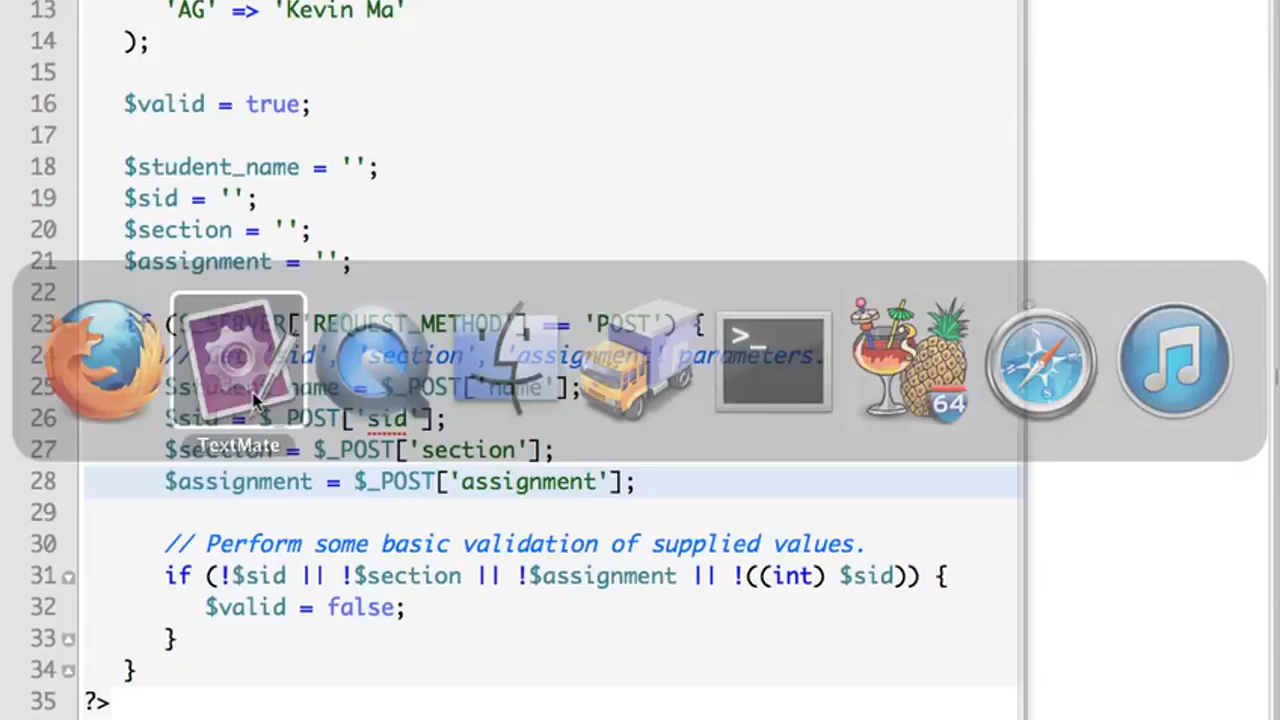 13 'AG' => 'Kevin Ma'
14 );
15
16 $valid = true;
17
18 $student_name = '';
19 $sid = '';
20 $section = '';
21 $assignment = '';
22
23 if ($_SERVER['REQUEST_METHOD'] == 'POST') {
24 // Get 'sid', 'section', 'assignment' parameters.
25 $student_name = $_POST['name'];
26 $sid = $_POST['sid'];
27 $section = $_POST['section'];
28 $assignment = $_POST['assignment'];
29
30 // Perform some basic validation of supplied values.
31 if (!$sid || !$section || !$assignment || !((int) $sid)) {
32 $valid = false;
33 }
34 }
35 ?>
>_
64
TextMate